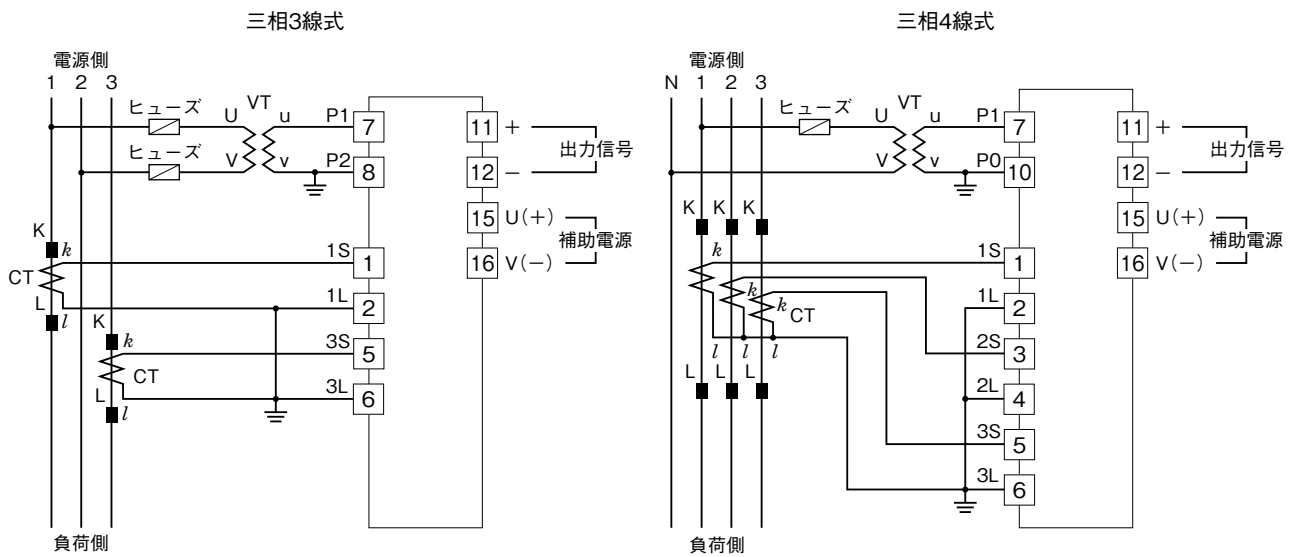 三相3線式
電源側
1 2 3
ヒューズ
VT
U u P1 7
ヒューズ
V v P2 8
11 +
12 −
出力信号
15 U(+)
16 V(−)
補助電源
K k
CT
L l
1S 1
1L 2
K k
CT
L l
3S 5
3L 6
負荷側
三相4線式
電源側
N 1 2 3
ヒューズ
VT
U u P1 7
V v P0 10
11 +
12 −
出力信号
15 U(+)
16 V(−)
補助電源
K K K
k
k
k CT
l l l
L L L
1S 1
1L 2
2S 3
2L 4
3S 5
3L 6
負荷側